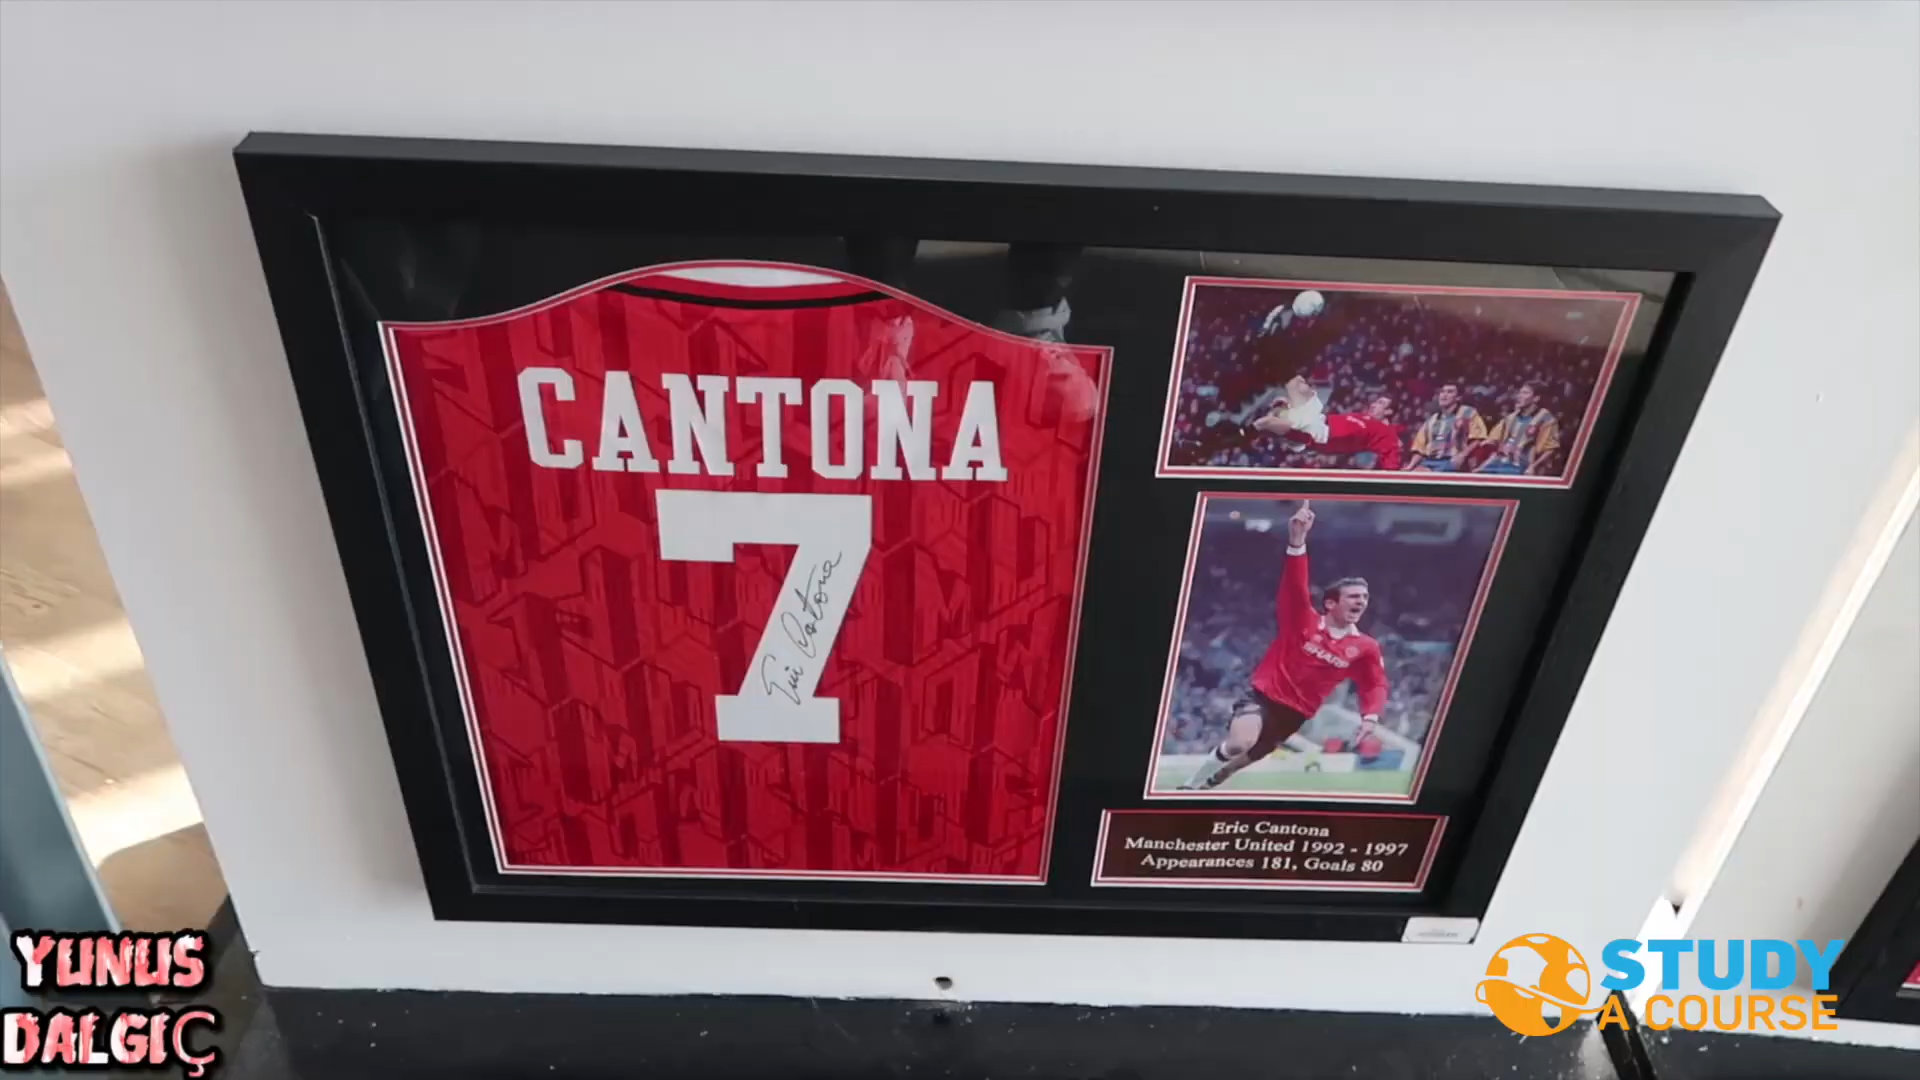 CANTONA
7
Eric Cantona
SHARP
Eric Cantona
Manchester United 1992 - 1997
Appearances 181, Goals 80
YUNUS
DALGIÇ
STUDY
A COURSE